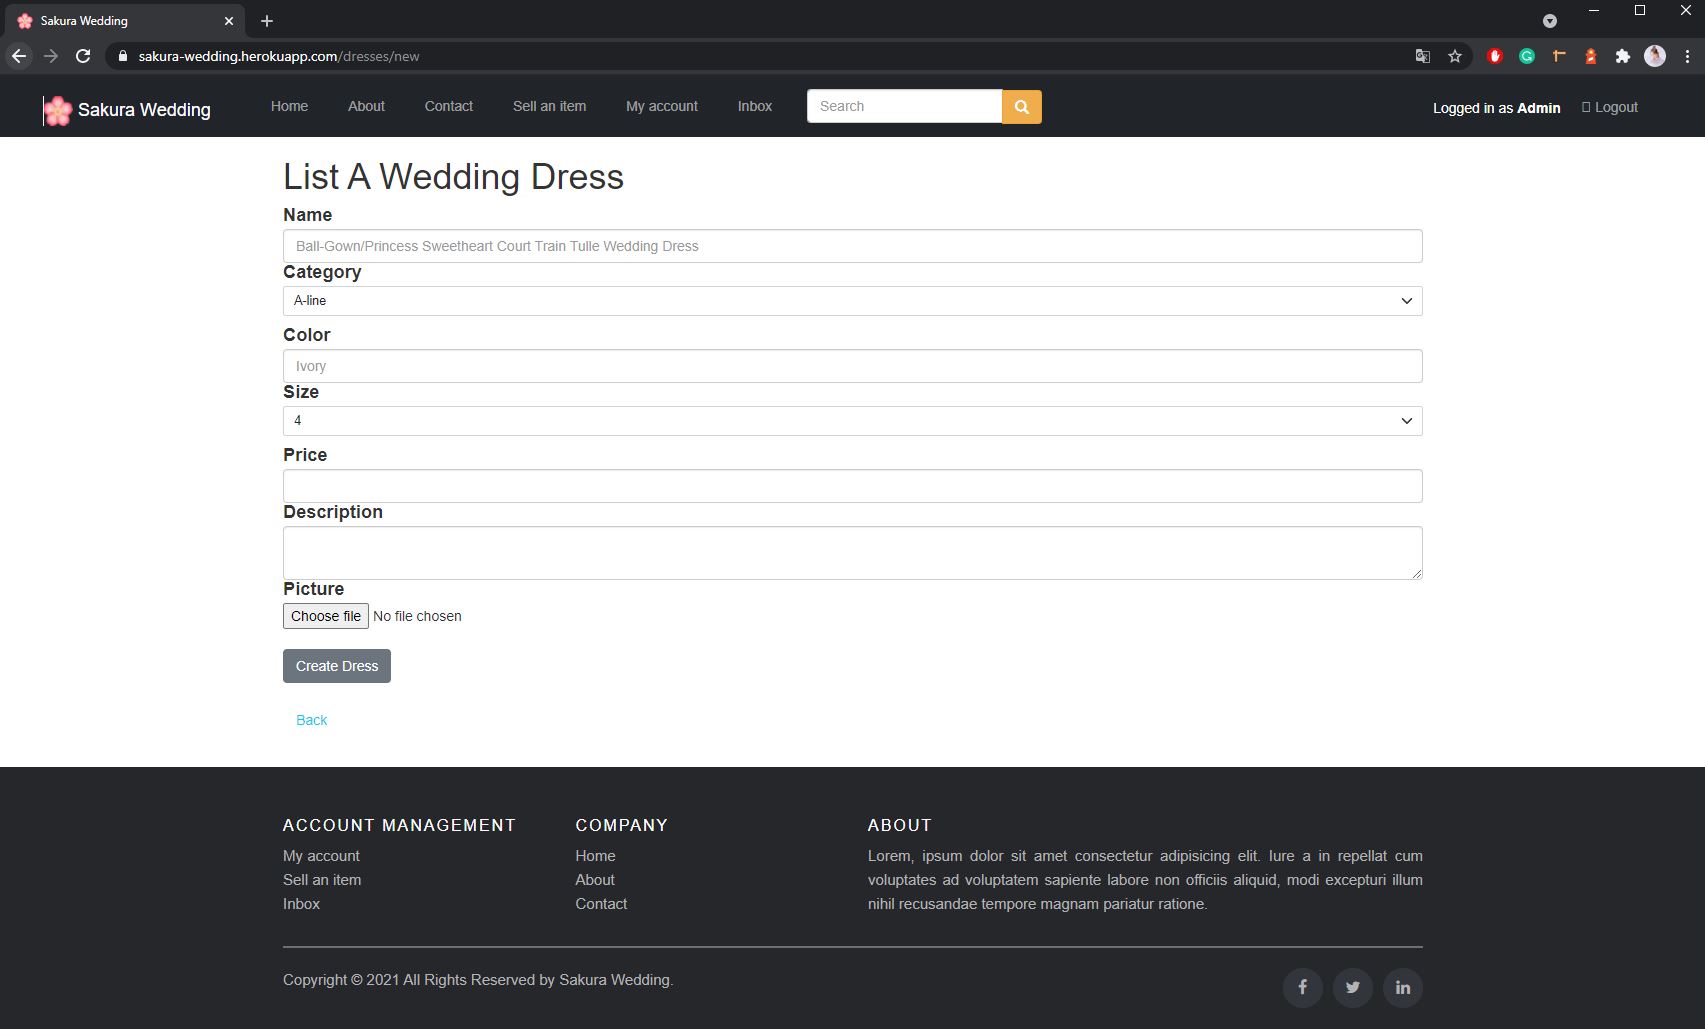 Sakura Wedding
sakura-wedding.herokuapp.com/dresses/new
Sakura Wedding Home About Contact Sell an item My account Inbox Search Logged in as Admin Logout
List A Wedding Dress
Name
Ball-Gown/Princess Sweetheart Court Train Tulle Wedding Dress
Category
A-line
Color
Ivory
Size
4
Price
Description
Picture
Choose file No file chosen
Create Dress
Back
ACCOUNT MANAGEMENT
My account
Sell an item
Inbox
COMPANY
Home
About
Contact
ABOUT
Lorem, ipsum dolor sit amet consectetur adipisicing elit. Iure a in repellat cum
voluptates ad voluptatem sapiente labore non officiis aliquid, modi excepturi illum
nihil recusandae tempore magnam pariatur ratione.
Copyright © 2021 All Rights Reserved by Sakura Wedding.